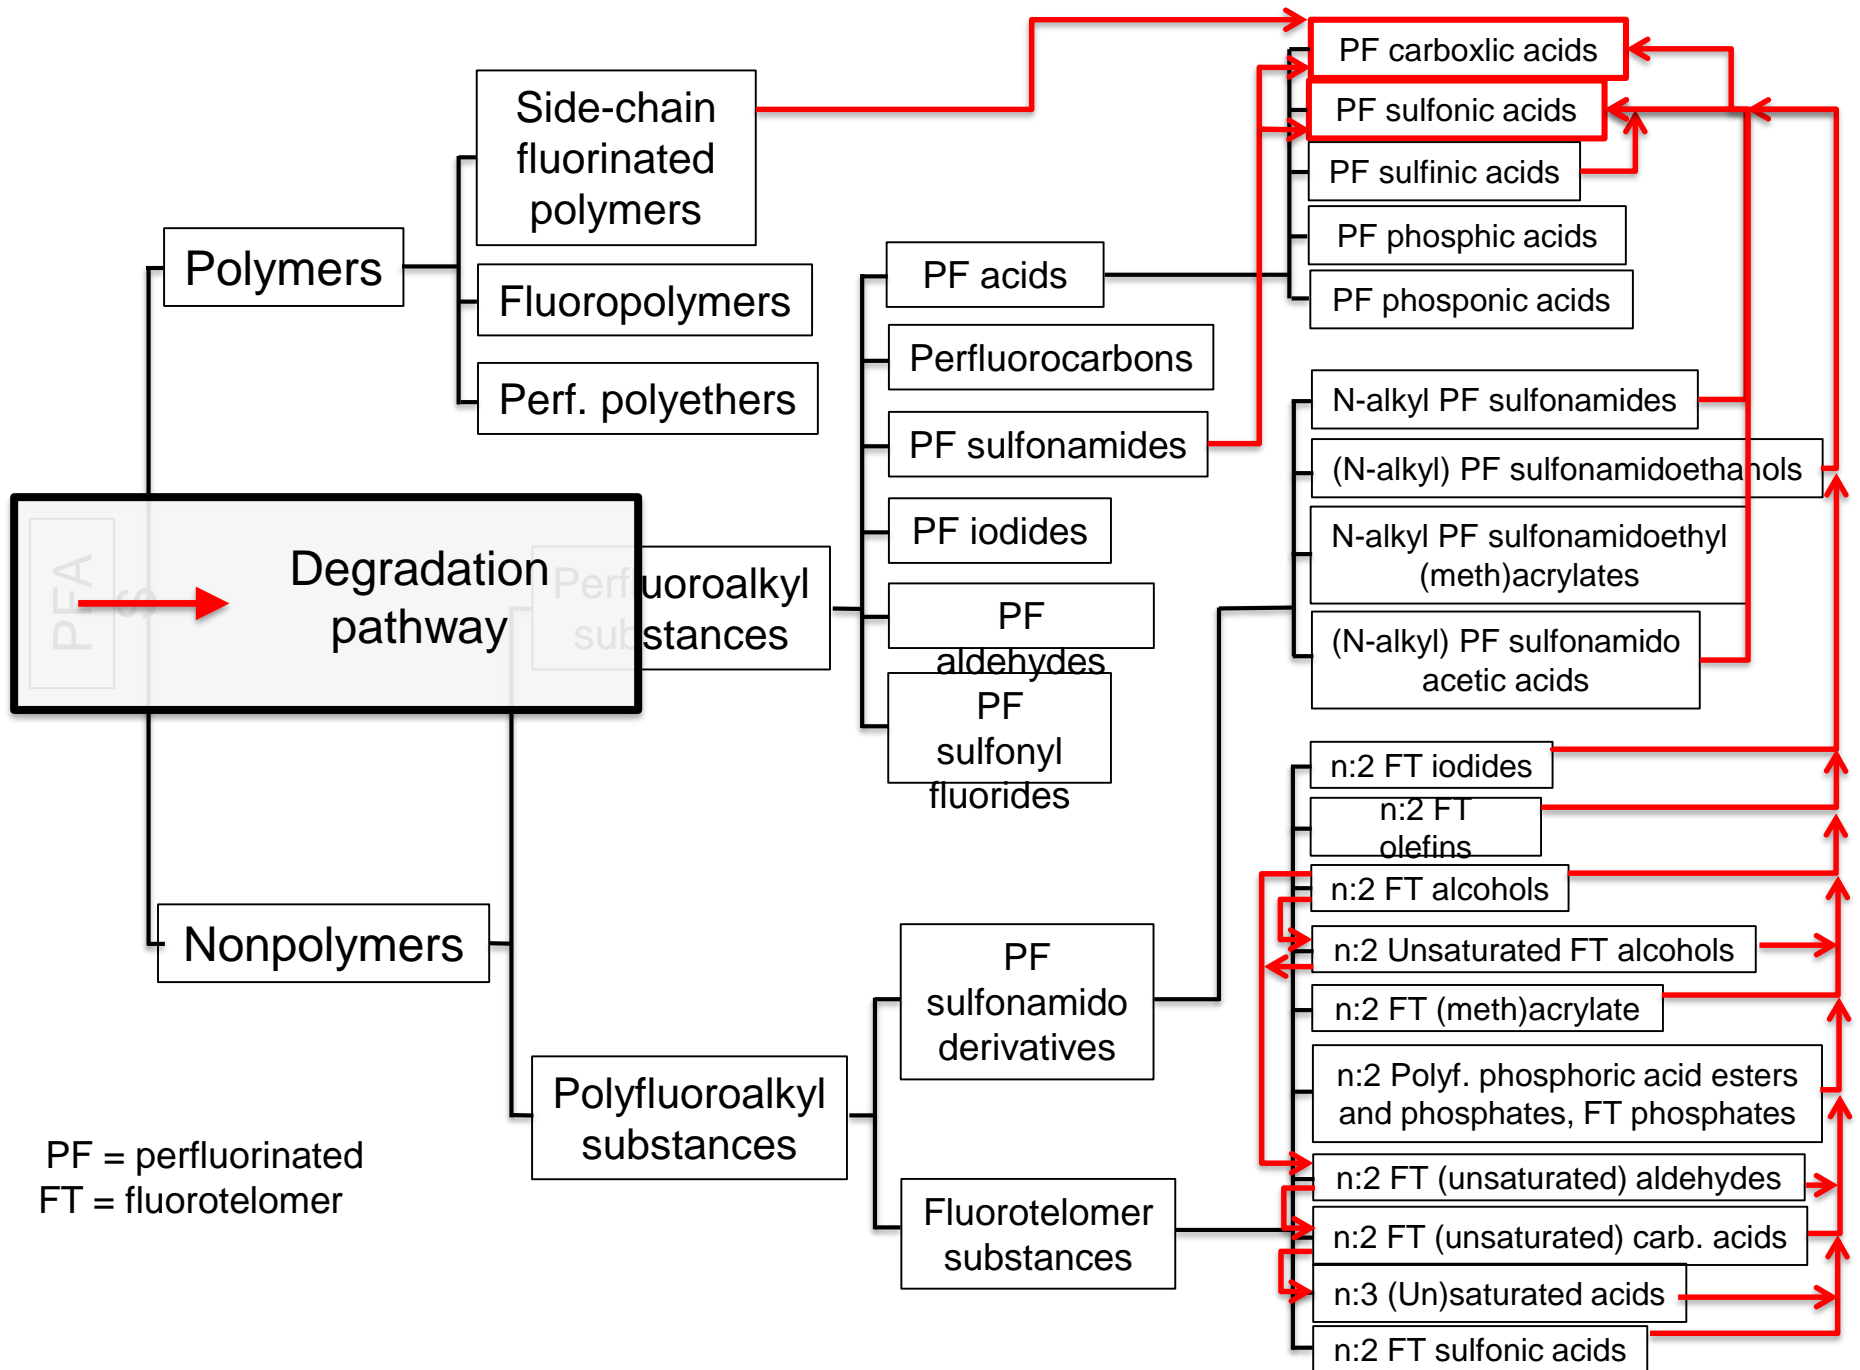 Side-chain
fluorinated
polymers
Polymers
Fluoropolymers
Perf. polyethers
PFA
S
Degradation
pathway
Perfluoroalkyl
substances
Nonpolymers
Polyfluoroalkyl
substances
PF = perfluorinated
FT = fluorotelomer
PF acids
Perfluorocarbons
PF sulfonamides
PF iodides
PF
aldehydes
PF
sulfonyl
fluorides
PF
sulfonamido
derivatives
Fluorotelomer
substances
PF carboxlic acids
PF sulfonic acids
PF sulfinic acids
PF phosphic acids
PF phosponic acids
N-alkyl PF sulfonamides
(N-alkyl) PF sulfonamidoethanols
N-alkyl PF sulfonamidoethyl
(meth)acrylates
(N-alkyl) PF sulfonamido
acetic acids
n:2 FT iodides
n:2 FT
olefins
n:2 FT alcohols
n:2 Unsaturated FT alcohols
n:2 FT (meth)acrylate
n:2 Polyf. phosphoric acid esters
and phosphates, FT phosphates
n:2 FT (unsaturated) aldehydes
n:2 FT (unsaturated) carb. acids
n:3 (Un)saturated acids
n:2 FT sulfonic acids